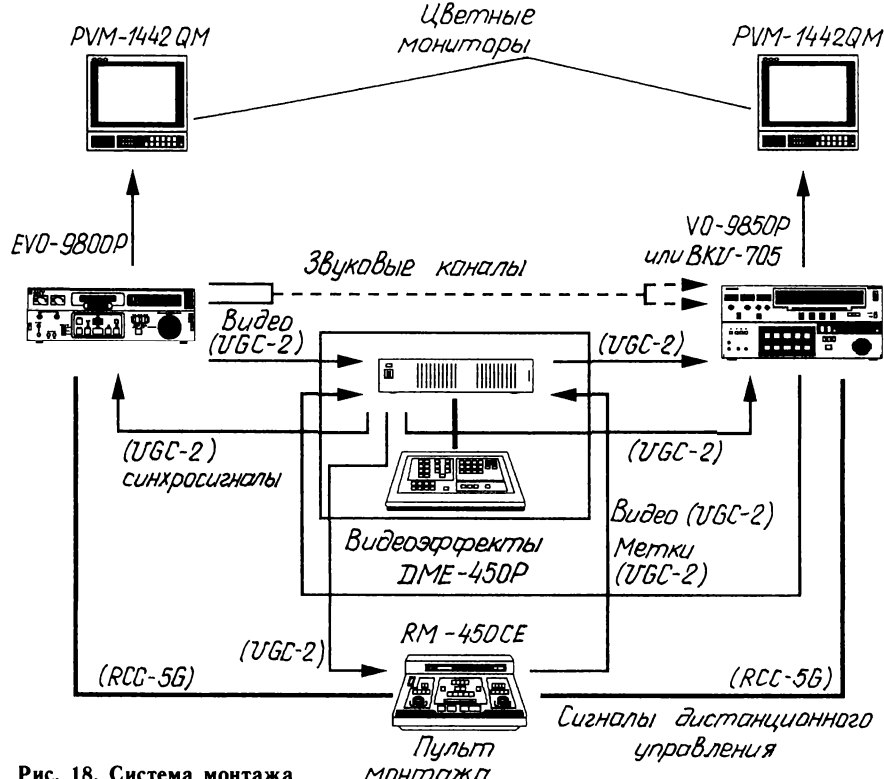 Цветные
мониторы
PVM-1442QM
PVM-1442QM
EVO-9800P
VO-9850P
или BKU-705
Звуковые каналы
Видео
(VGC-2)
(VGC-2)
(VGC-2)
синхросигналы
(VGC-2)
Видеоэффекты
DME-450P
Видео (VGC-2)
Метки
(VGC-2)
(VGC-2)
RM-450CE
(RCC-5G)
(RCC-5G)
Сигналы дистанционного
управления
Пульт
монтажа
Рис. 18. Система монтажа